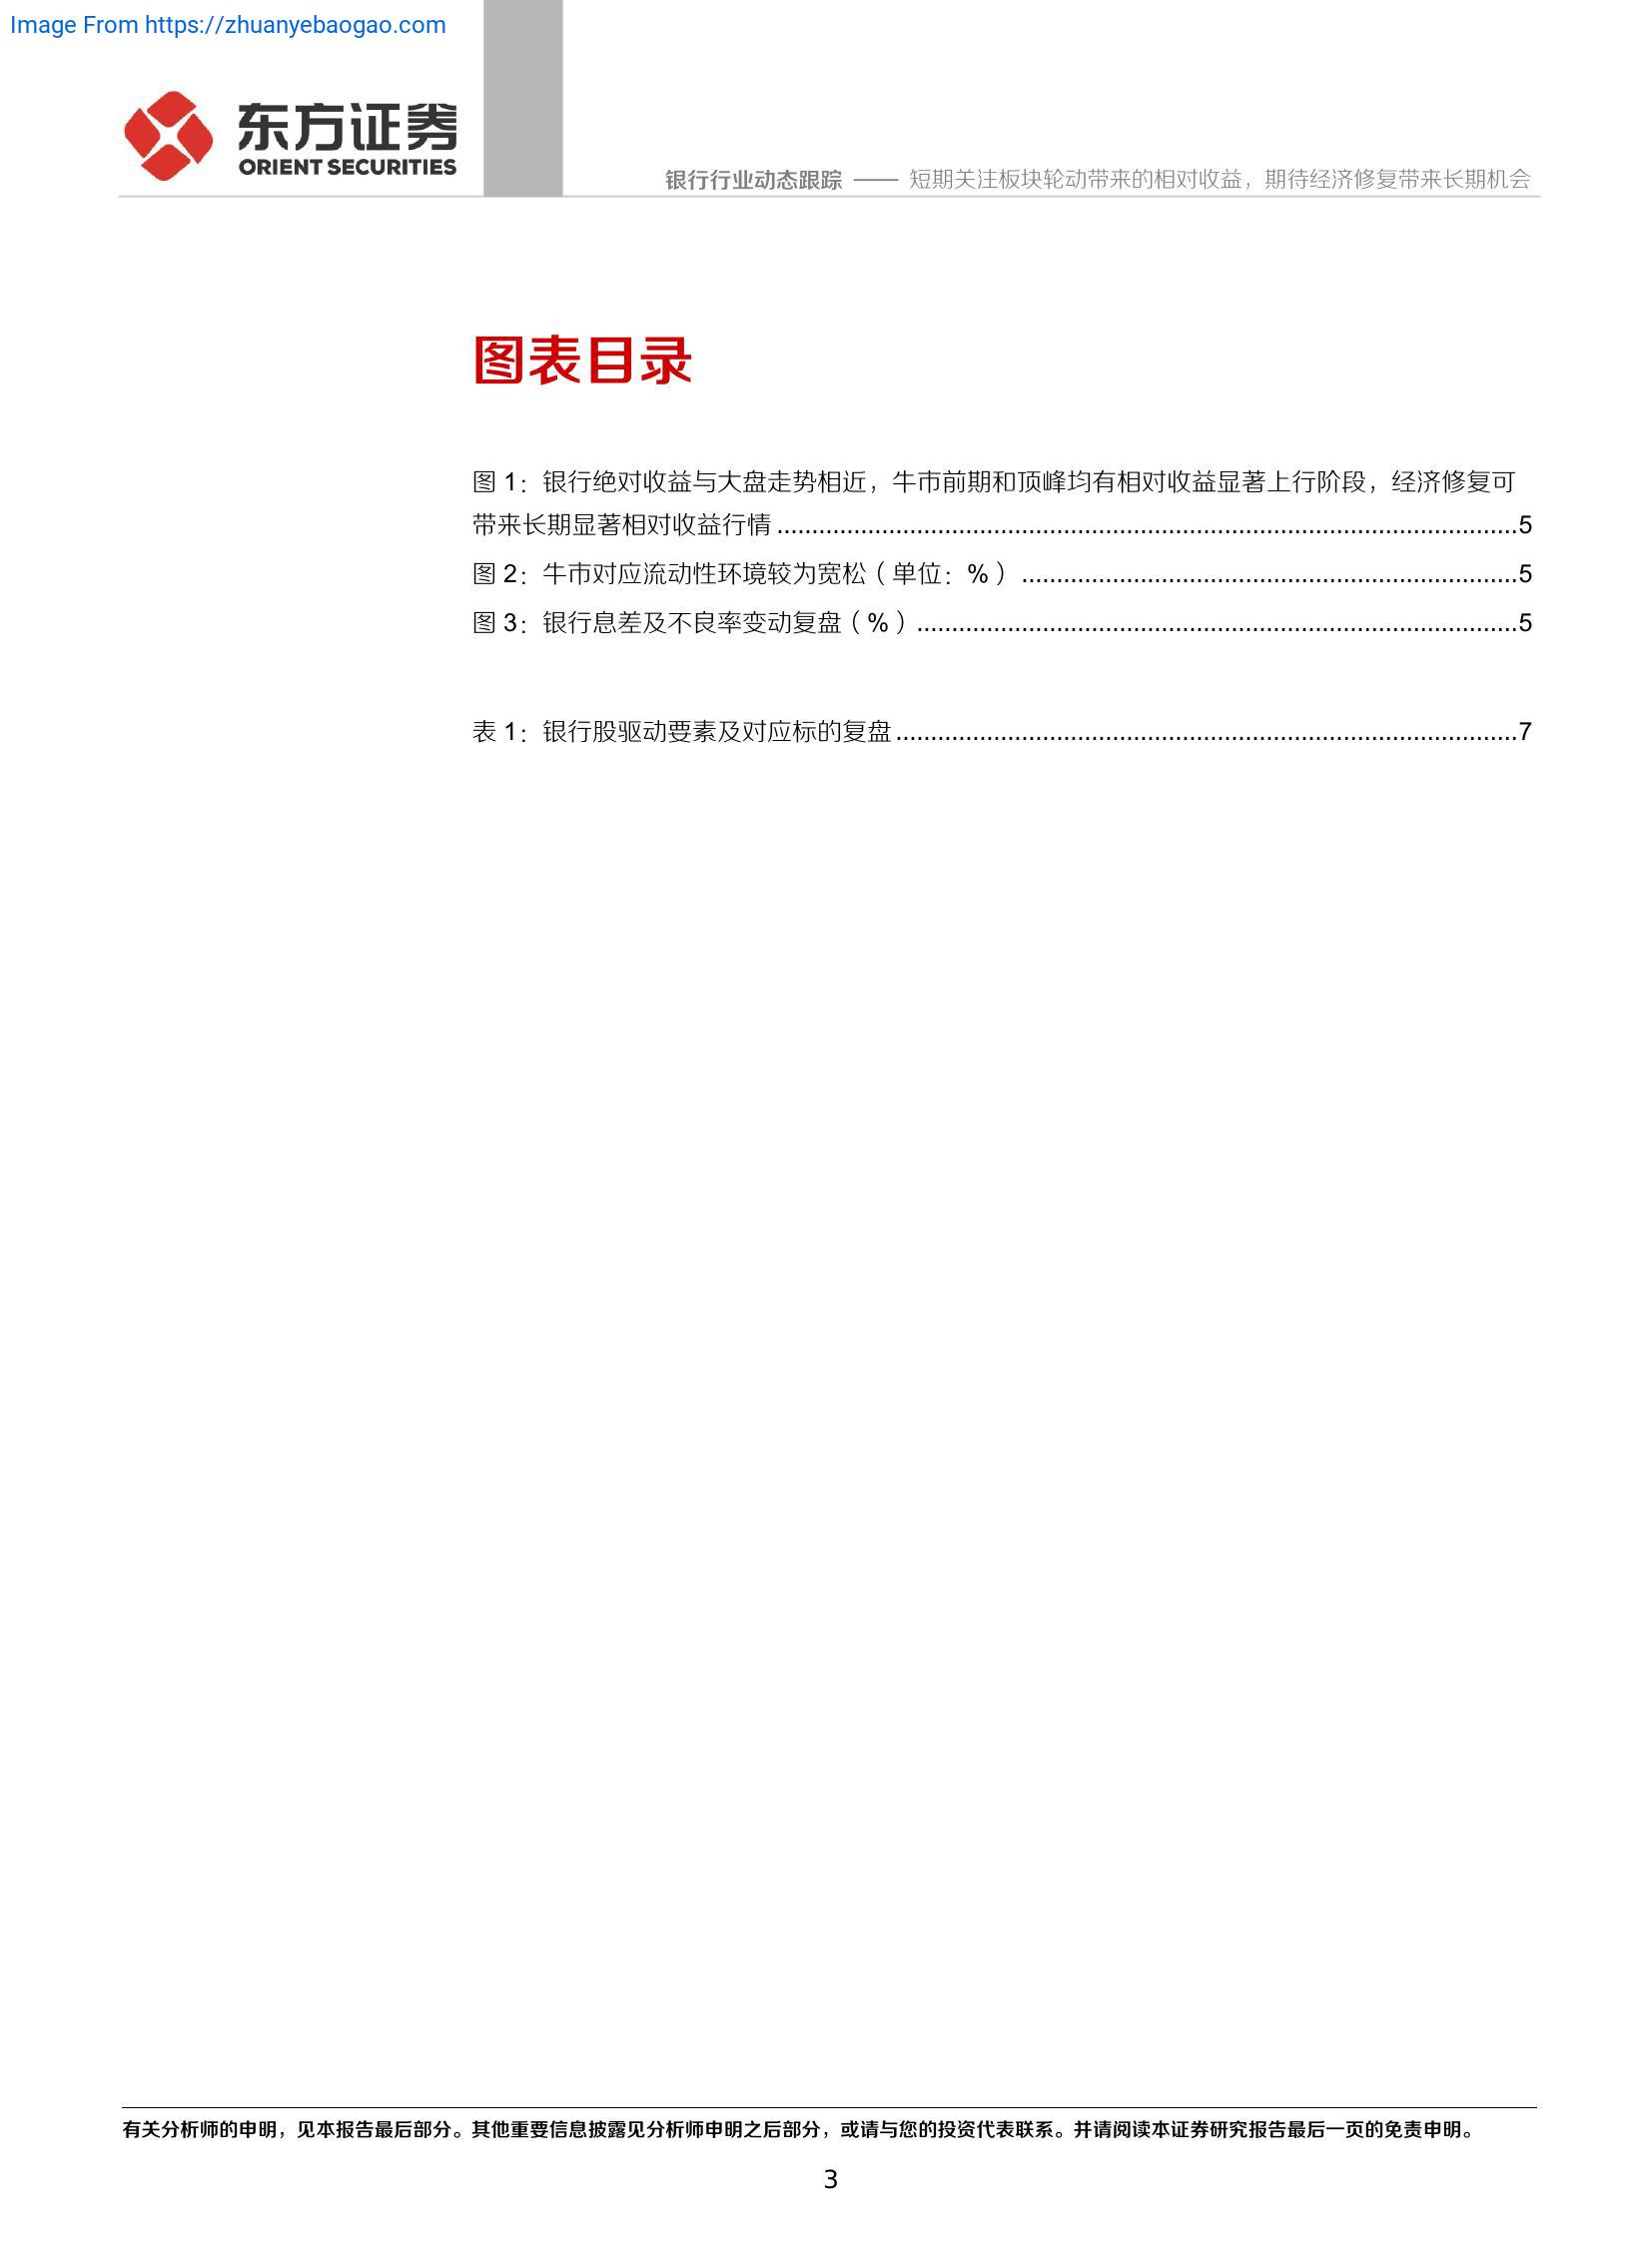 Image From https://zhuanyebaogao.com
东方证券
ORIENT SECURITIES
银行行业动态跟踪 —— 短期关注板块轮动带来的相对收益，期待经济修复带来长期机会
图表目录
图 1：银行绝对收益与大盘走势相近，牛市前期和顶峰均有相对收益显著上行阶段，经济修复可
带来长期显著相对收益行情..........................................................................................................5
图 2：牛市对应流动性环境较为宽松（单位：%）.......................................................................5
图 3：银行息差及不良率变动复盘（%）......................................................................................5
表 1：银行股驱动要素及对应标的复盘.........................................................................................7
有关分析师的申明，见本报告最后部分。其他重要信息披露见分析师申明之后部分，或请与您的投资代表联系。并请阅读本证券研究报告最后一页的免责申明。
3